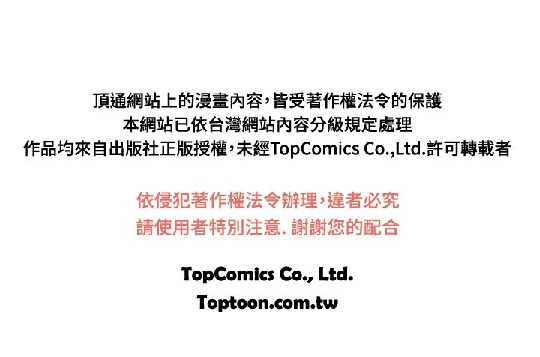 頂通網站上的漫畫內容,皆受著作權法令的保護
本網站已依台灣網站內容分級規定處理
作品均來自出版社正版授權,未經TopComics Co.,Ltd.許可轉載者
依侵犯著作權法令辦理,違者必究
請使用者特別注意. 謝謝您的配合
TopComics Co., Ltd.
Toptoon.com.tw